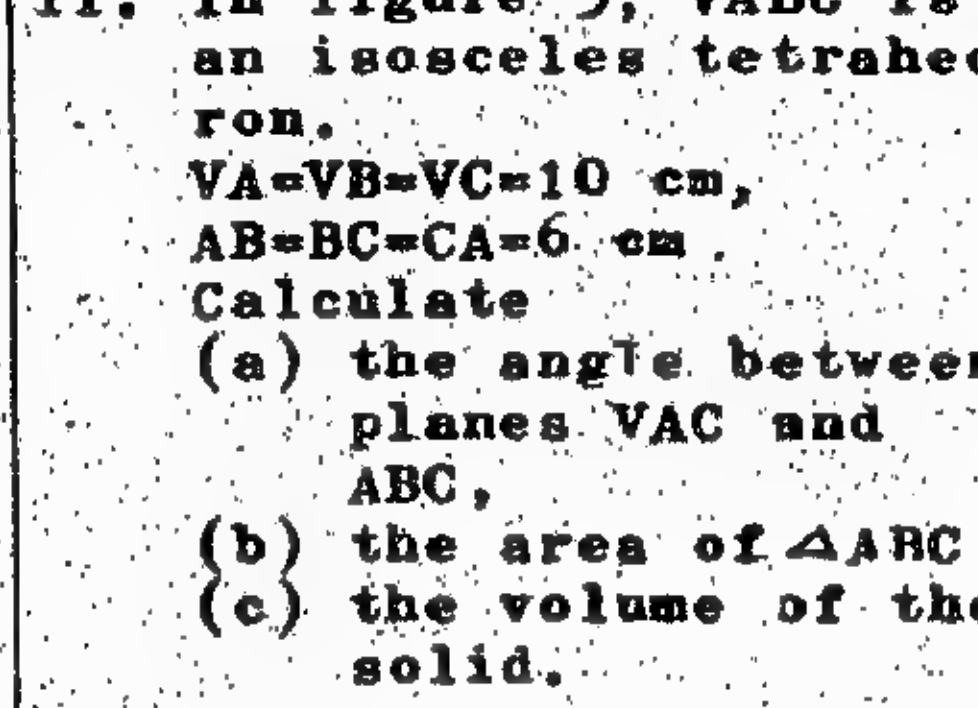 11. In figure 5, VABC is
an isosceles tetrahed
ron.
VA=VB=VC=10 cm,
AB=BC=CA=6 cm.
Calculate
(a) the angle between
planes VAC and
ABC,
(b) the area of △ABC
(c) the volume of the
solid.